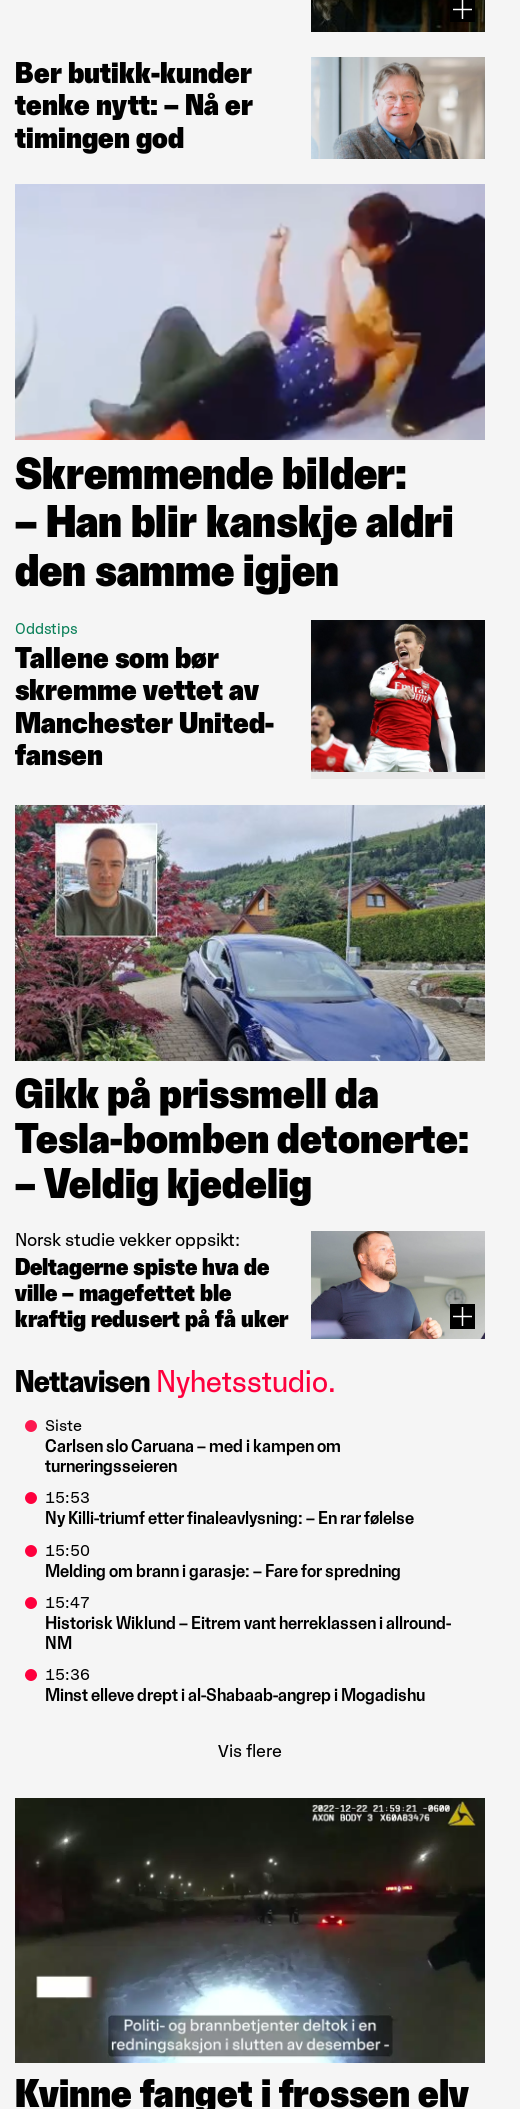 Ber butikk-kunder
tenke nytt: – Nå er
timingen god
Skremmende bilder:
– Han blir kanskje aldri
den samme igjen
Oddstips
Tallene som bør
skremme vettet av
Manchester United-
fansen
Gikk på prissmell da
Tesla-bomben detonerte:
– Veldig kjedelig
Norsk studie vekker oppsikt:
Deltagerne spiste hva de
ville – magefettet ble
kraftig redusert på få uker
Nettavisen Nyhetsstudio.
Siste
Carlsen slo Caruana – med i kampen om
turneringsseieren
15:53
Ny Killi-triumf etter finaleavlysning: – En rar følelse
15:50
Melding om brann i garasje: – Fare for spredning
15:47
Historisk Wiklund – Eitrem vant herreklassen i allround-
NM
15:36
Minst elleve drept i al-Shabaab-angrep i Mogadishu
Vis flere
2022-12-22 21:59:21 -0600
AXON BODY 3 X60A83476
Politi- og brannbetjenter deltok i en
redningsaksjon i slutten av desember -
Kvinne fanget i frossen elv